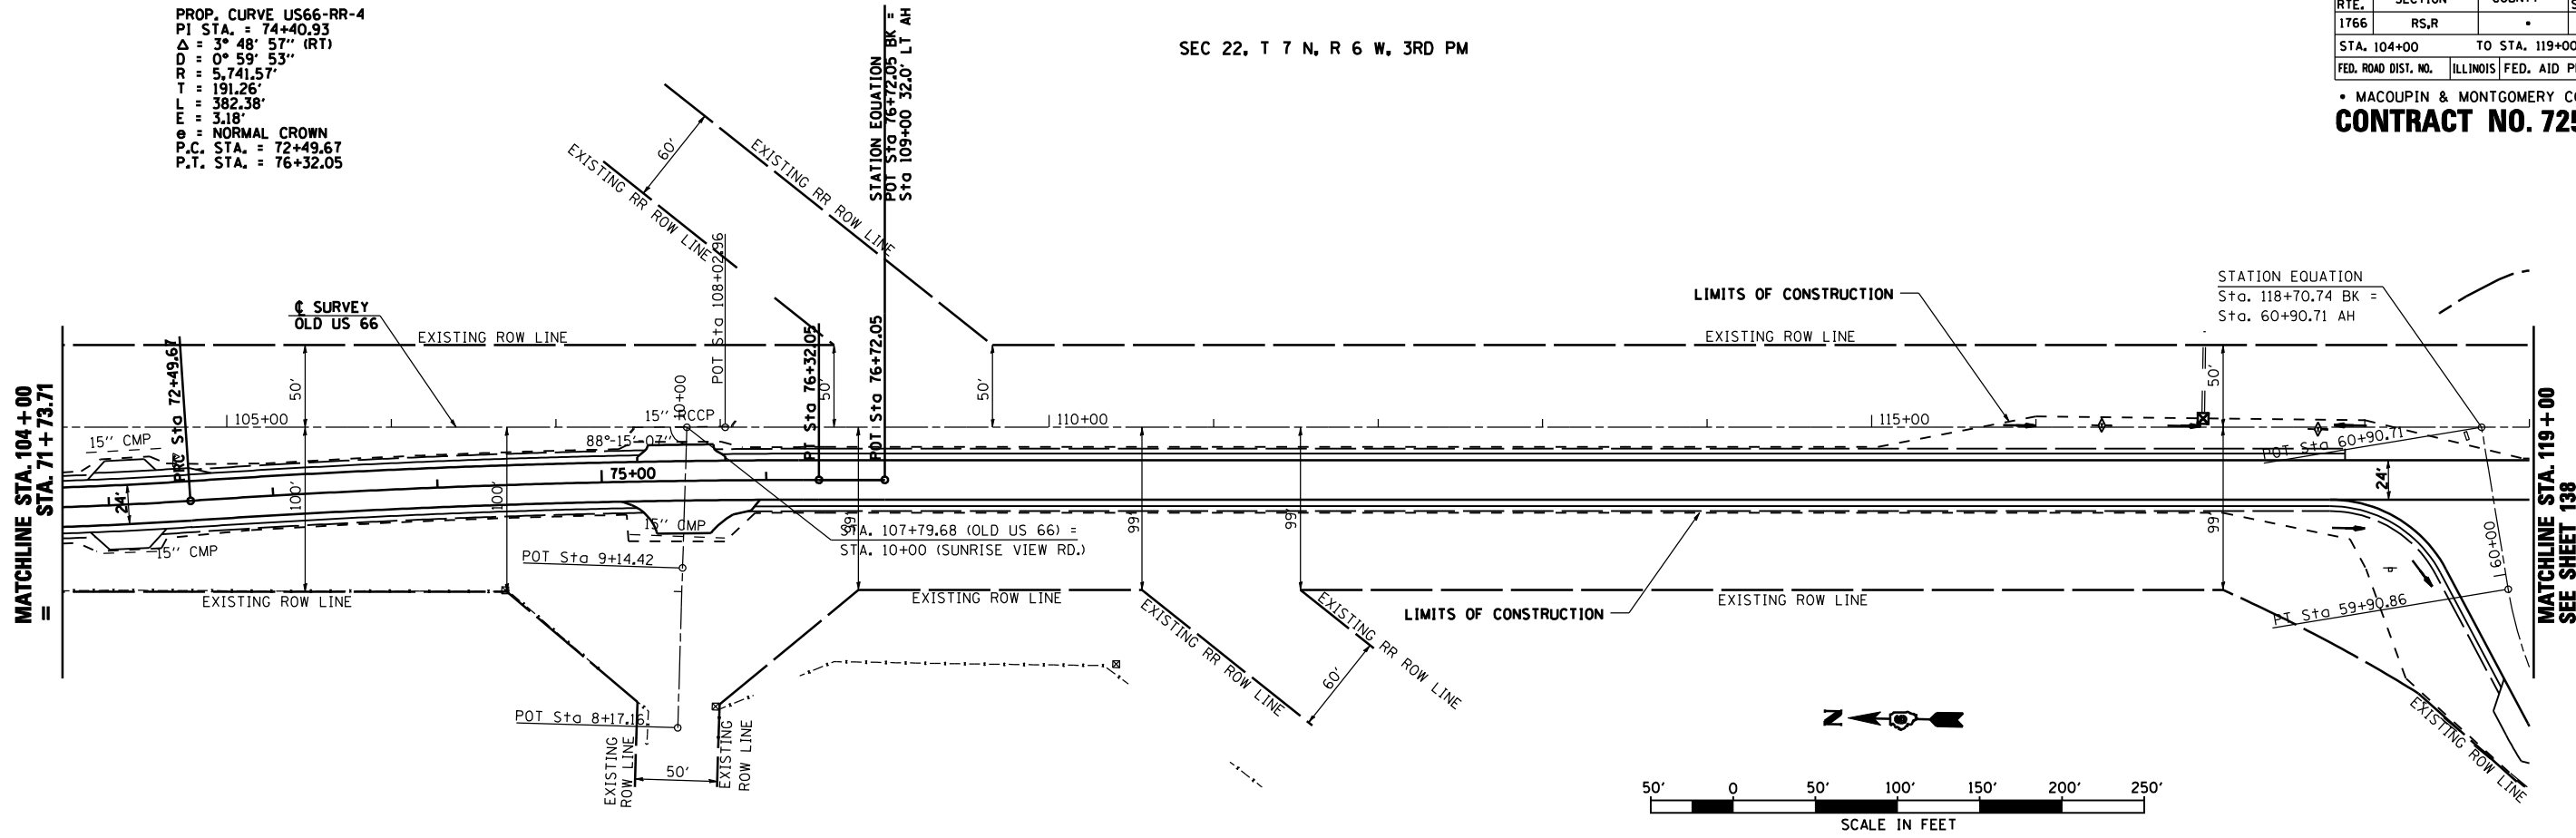 PROP. CURVE US66-RR-4
PI STA. = 74+40.93
Δ = 3° 48' 57" (RT)
D = 0° 59' 53"
R = 5,741.57'
T = 191.26'
L = 382.38'
E = 3.18'
e = NORMAL CROWN
P.C. STA. = 72+49.67
P.T. STA. = 76+32.05
STATION EQUATION
POT Sta 76+72.05 BK =
Sta 109+00 32.0' LT AH
SEC 22, T 7 N, R 6 W, 3RD PM
RTE. SECTION COUNTY
1766 RS,R •
STA. 104+00 TO STA. 119+00
FED. ROAD DIST. NO. ILLINOIS FED. AID
• MACOUPIN & MONTGOMERY
CONTRACT NO. 725
60'
EXISTING RR ROW LINE
EXISTING RR ROW LINE
POT Sta 108+02.96
℄ SURVEY
OLD US 66
EXISTING ROW LINE
LIMITS OF CONSTRUCTION
EXISTING ROW LINE
STATION EQUATION
Sta. 118+70.74 BK =
Sta. 60+90.71 AH
MATCHLINE STA. 104+00
= STA. 71+73.71
PRC Sta 72+49.67
50'
PT Sta 76+32.05
50'
POT Sta 76+72.05
50'
50'
105+00
10+00
15" RCCP
110+00
115+00
15" CMP
88°-15'-07"
POT Sta 60+90.71
75+00
24'
100'
100'
24'
15" CMP
15" CMP
99'
99'
99'
99'
STA. 107+79.68 (OLD US 66) =
STA. 10+00 (SUNRISE VIEW RD.)
POT Sta 9+14.42
60+00
PT Sta 59+90.86
MATCHLINE STA. 119+00
SEE SHEET 138
EXISTING ROW LINE
EXISTING ROW LINE
EXISTING ROW LINE
LIMITS OF CONSTRUCTION
EXISTING RR ROW LINE
EXISTING RR ROW LINE
60'
POT Sta 8+17.16
EXISTING
ROW LINE
50'
EXISTING
ROW LINE
EXISTING ROW LINE
N
50' 0 50' 100' 150' 200' 250'
SCALE IN FEET